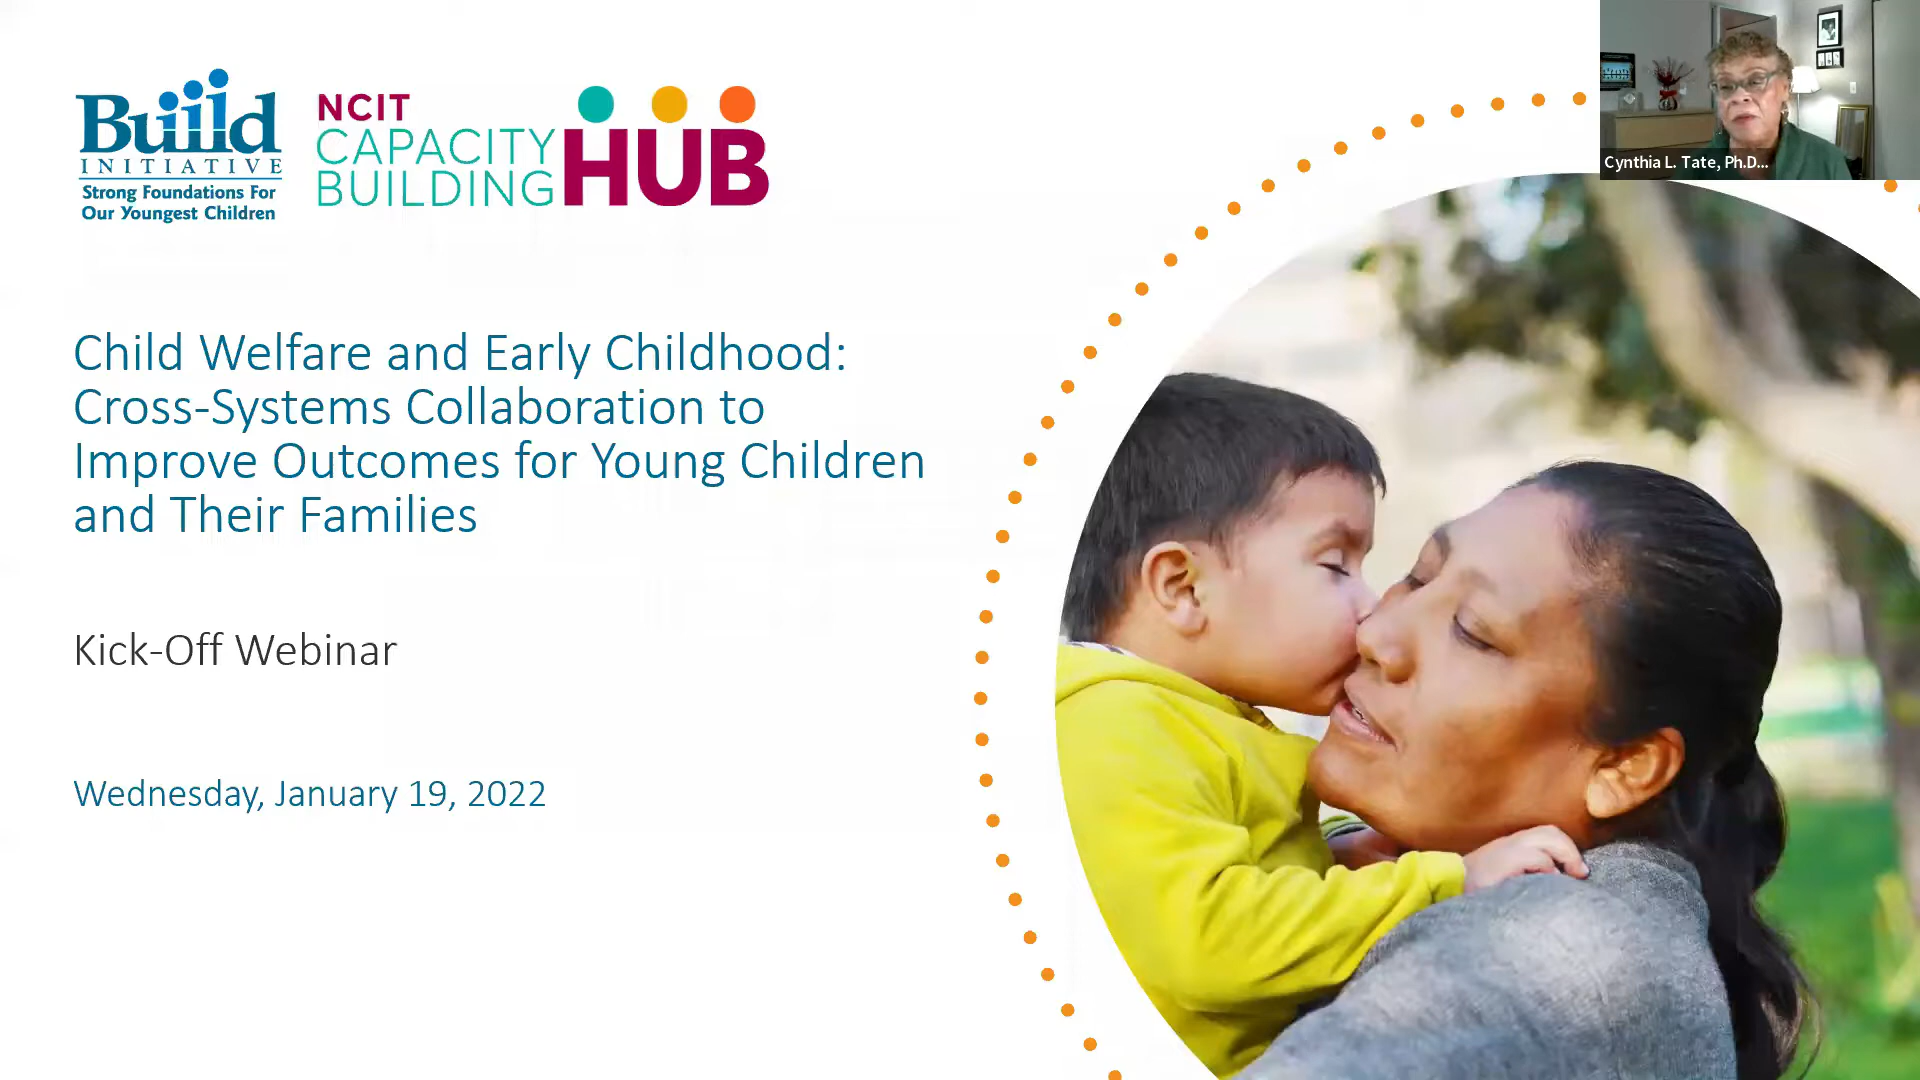 Build
INITIATIVE
Strong Foundations For
Our Youngest Children
NCIT
CAPACITY
BUILDING
HUB
Cynthia L. Tate, Ph.D...
Child Welfare and Early Childhood:
Cross-Systems Collaboration to
Improve Outcomes for Young Children
and Their Families
Kick-Off Webinar
Wednesday, January 19, 2022